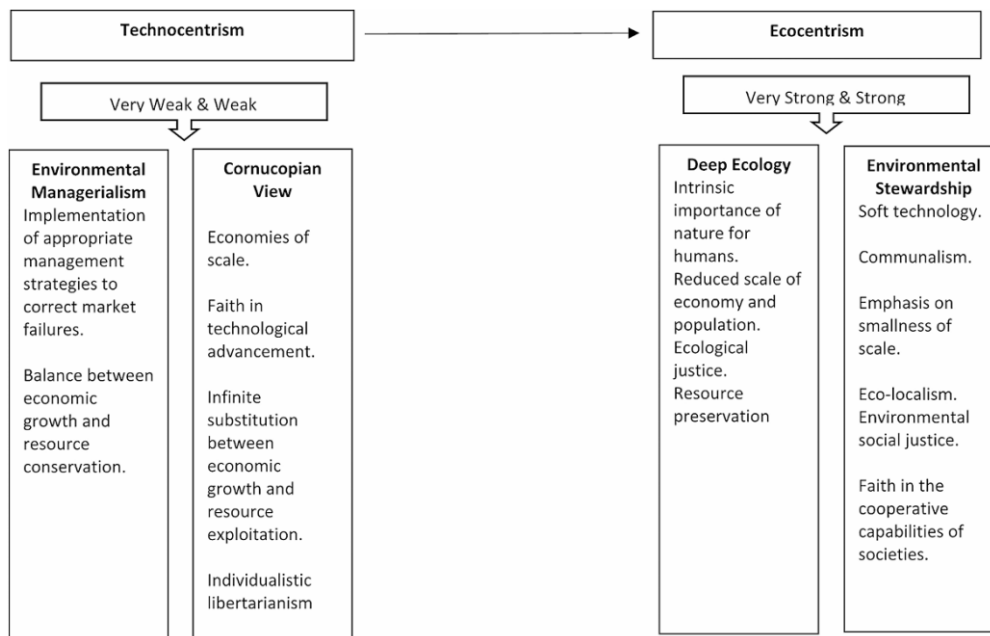 Technocentrism
Ecocentrism
Very Weak & Weak
Very Strong & Strong
Environmental
Managerialism
Implementation
of appropriate
management
strategies to
correct market
failures.
Balance between
economic
growth and
resource
conservation.
Cornucopian
View
Economies of
scale.
Faith in
technological
advancement.
Infinite
substitution
between
economic
growth and
resource
exploitation.
Individualistic
libertarianism
Deep Ecology
Intrinsic
importance of
nature for
humans.
Reduced scale of
economy and
population.
Ecological
justice.
Resource
preservation
Environmental
Stewardship
Soft technology.
Communalism.
Emphasis on
smallness of
scale.
Eco-localism.
Environmental
social justice.
Faith in the
cooperative
capabilities of
societies.